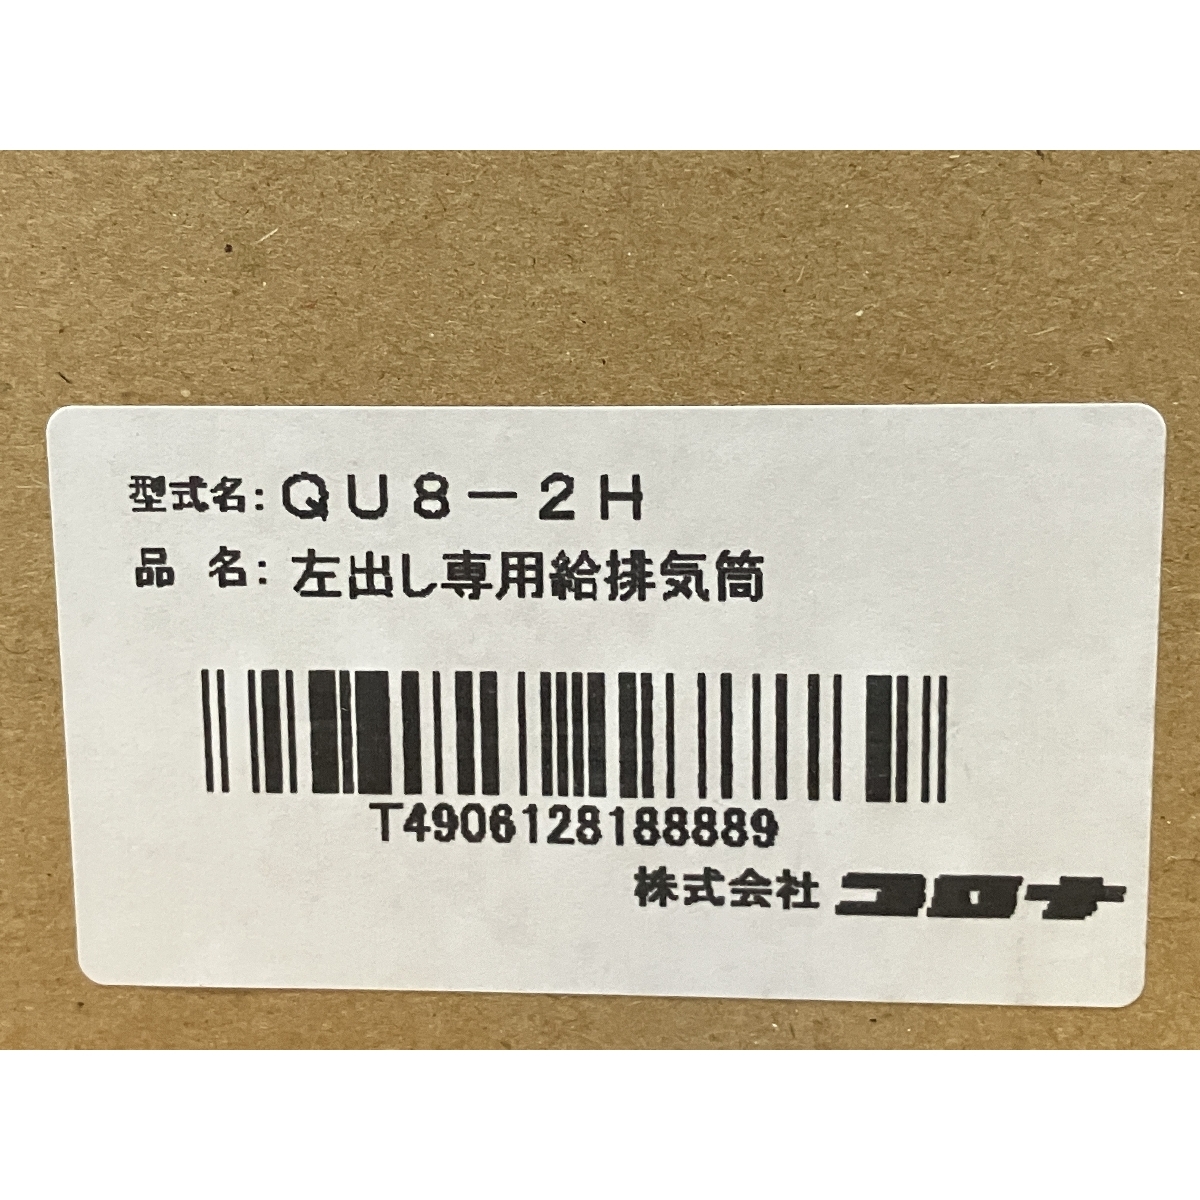 型式名：ＱＵ８－２Ｈ
品　名：左出し専用給排気筒
T4906128188889
株式会社 コロナ